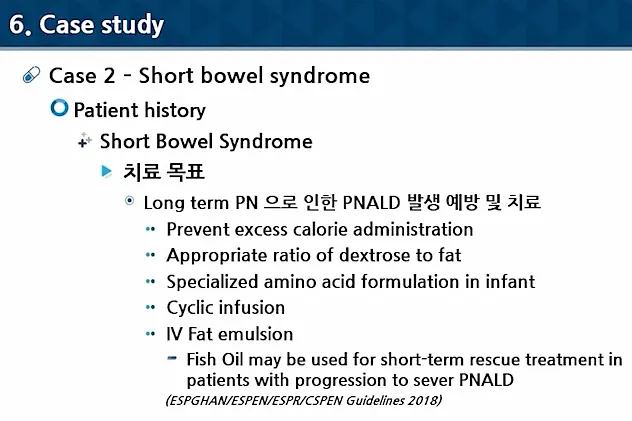 6. Case study
Case 2 - Short bowel syndrome
Patient history
Short Bowel Syndrome
치료 목표
Long term PN 으로 인한 PNALD 발생 예방 및 치료
Prevent excess calorie administration
Appropriate ratio of dextrose to fat
Specialized amino acid formulation in infant
Cyclic infusion
IV Fat emulsion
Fish Oil may be used for short-term rescue treatment in
patients with progression to sever PNALD
(ESPGHAN/ESPEN/ESPR/CSPEN Guidelines 2018)